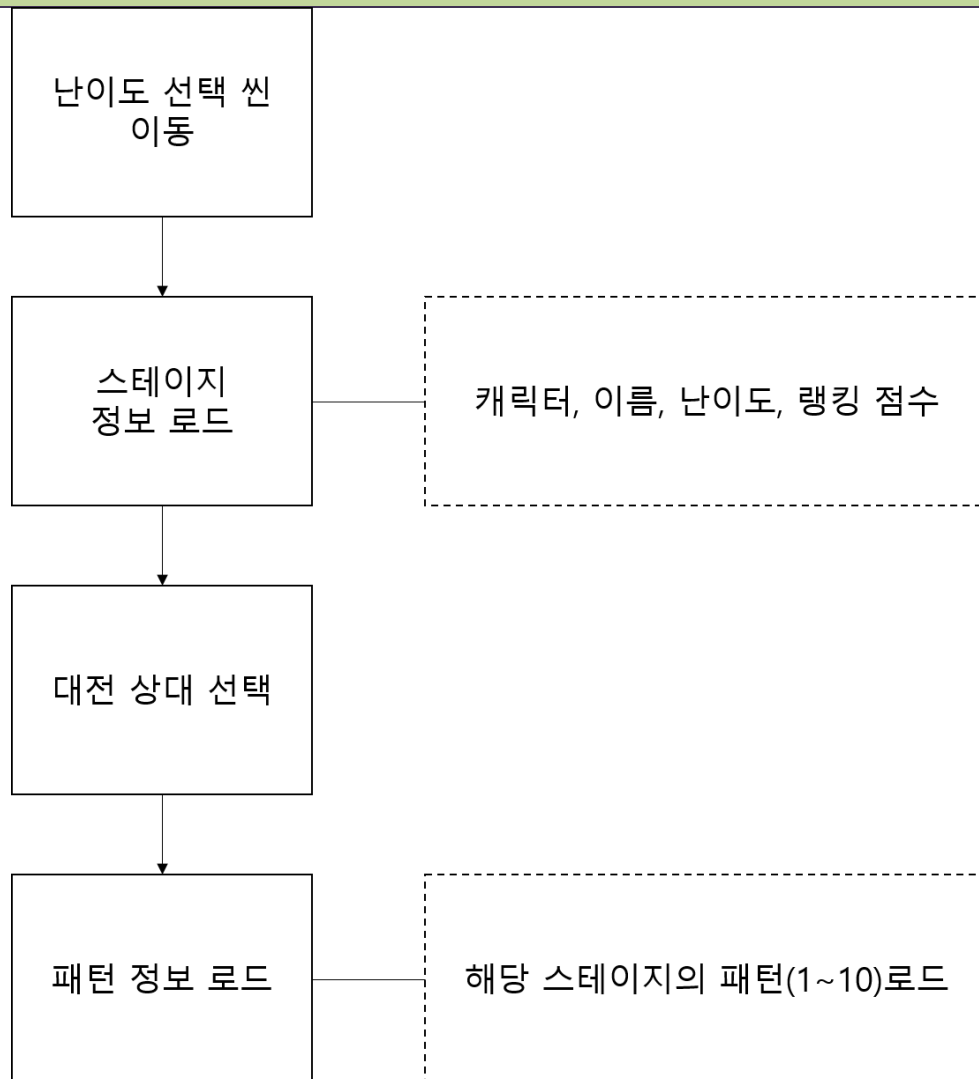 난이도 선택 씬
이동
스테이지
정보 로드
캐릭터, 이름, 난이도, 랭킹 점수
대전 상대 선택
패턴 정보 로드
해당 스테이지의 패턴(1~10)로드